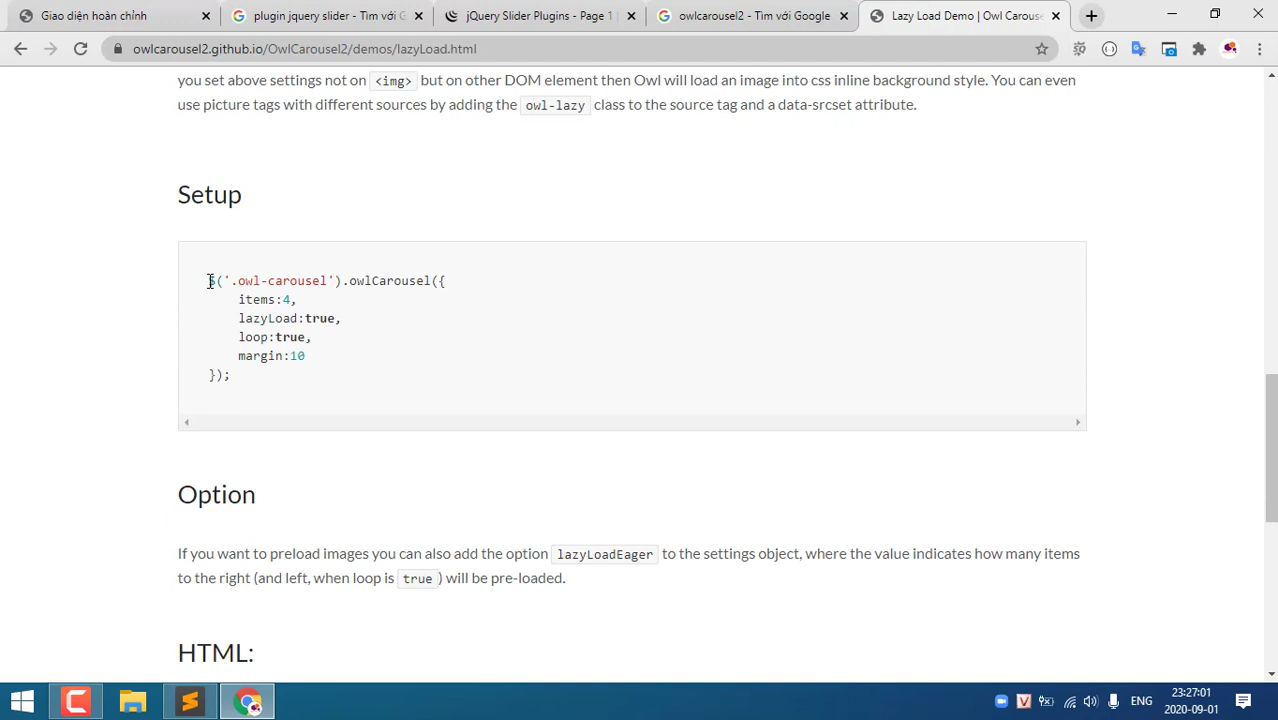 Giao diện hoàn chỉnh
plugin jquery slider - Tìm với G
jQuery Slider Plugins - Page 1
owlcarousel2 - Tìm với Google
Lazy Load Demo | Owl Carouse
owlcarousel2.github.io/OwlCarousel2/demos/lazyLoad.html
you set above settings not on <img> but on other DOM element then Owl will load an image into css inline background style. You can even
use picture tags with different sources by adding the owl-lazy class to the source tag and a data-srcset attribute.
Setup
$('.owl-carousel').owlCarousel({
items:4,
lazyLoad:true,
loop:true,
margin:10
});
Option
If you want to preload images you can also add the option lazyLoadEager to the settings object, where the value indicates how many items
to the right (and left, when loop is true ) will be pre-loaded.
HTML:
ENG
23:27:01
2020-09-01